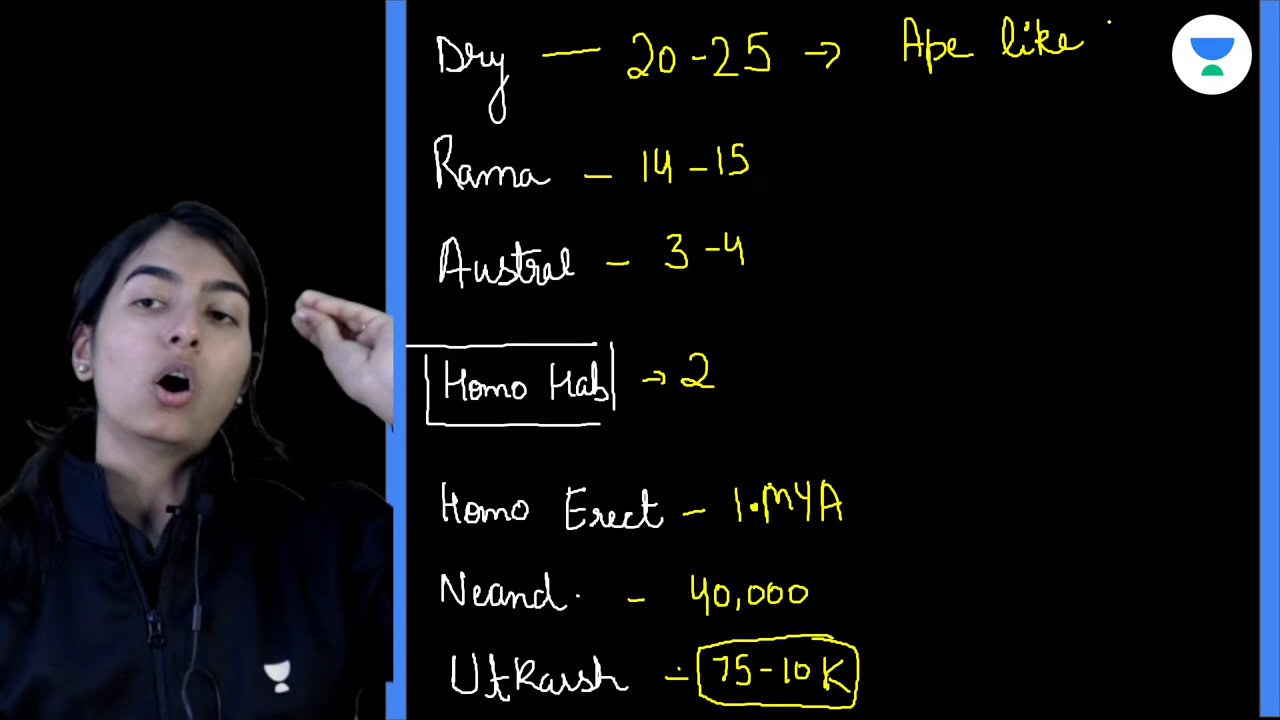 Dry — 20-25 → Ape like
Rama - 14-15
Austral - 3-4
Homo Hab → 2
Homo Erect - 1.MYA
Neand. - 40,000
Utkarsh - 75-10K